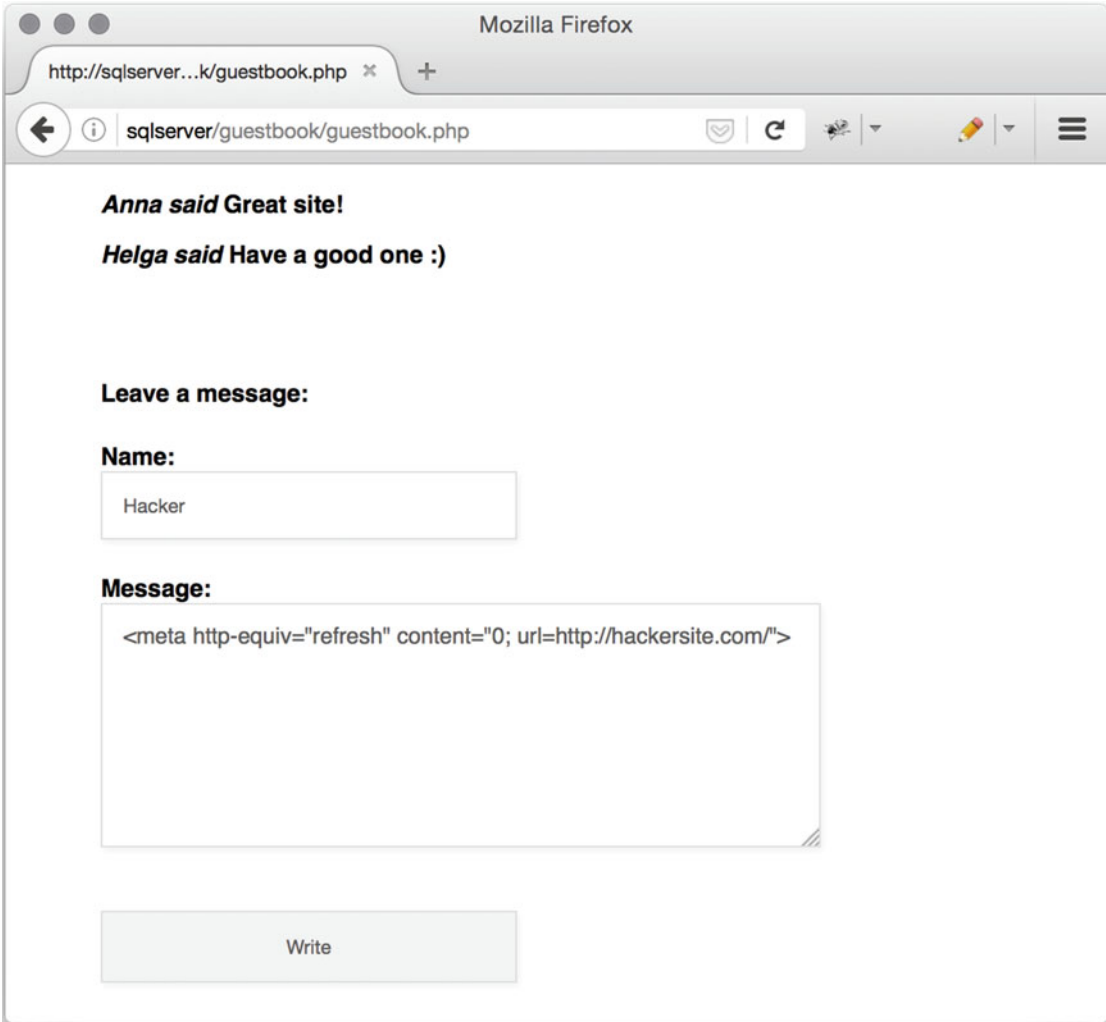 Mozilla Firefox
http://sqlserver...k/guestbook.php
sqlserver/guestbook/guestbook.php
Anna said Great site!
Helga said Have a good one :)
Leave a message:
Name:
Hacker
Message:
<meta http-equiv="refresh" content="0; url=http://hackersite.com/">
Write